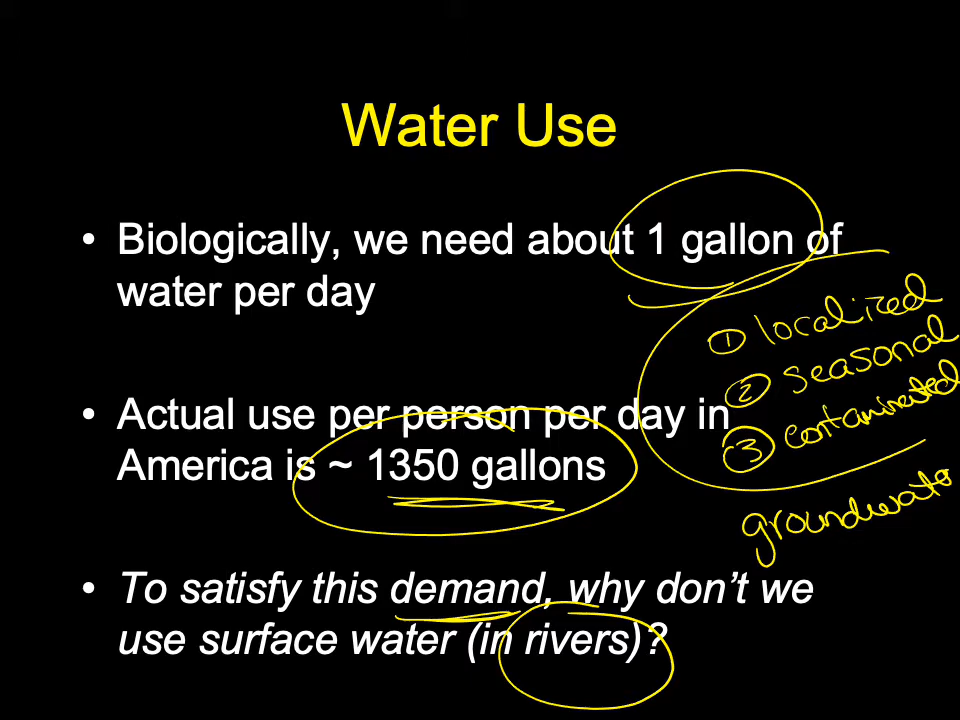 Water Use
• Biologically, we need about 1 gallon of
water per day
• Actual use per person per day in
America is ~ 1350 gallons
• To satisfy this demand, why don’t we
use surface water (in rivers)?
① localized
② seasonal
③ contaminated
groundwater